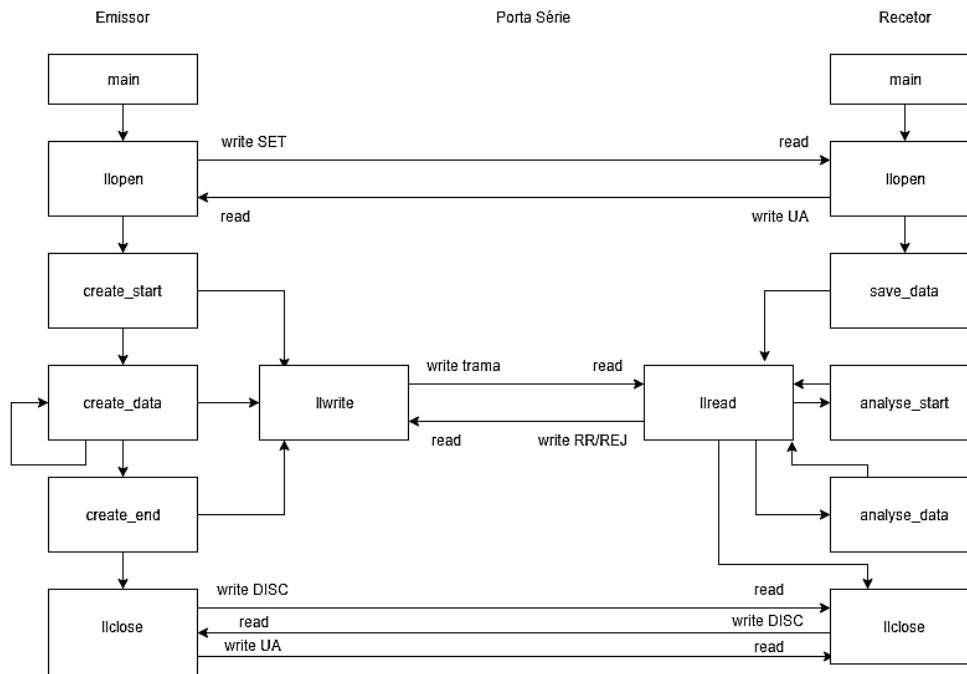 Emissor
Porta Série
Recetor
main
main
write SET
read
llopen
llopen
read
write UA
create_start
save_data
write trama
read
create_data
llwrite
llread
analyse_start
read
write RR/REJ
create_end
analyse_data
write DISC
read
llclose
read
write DISC
llclose
write UA
read